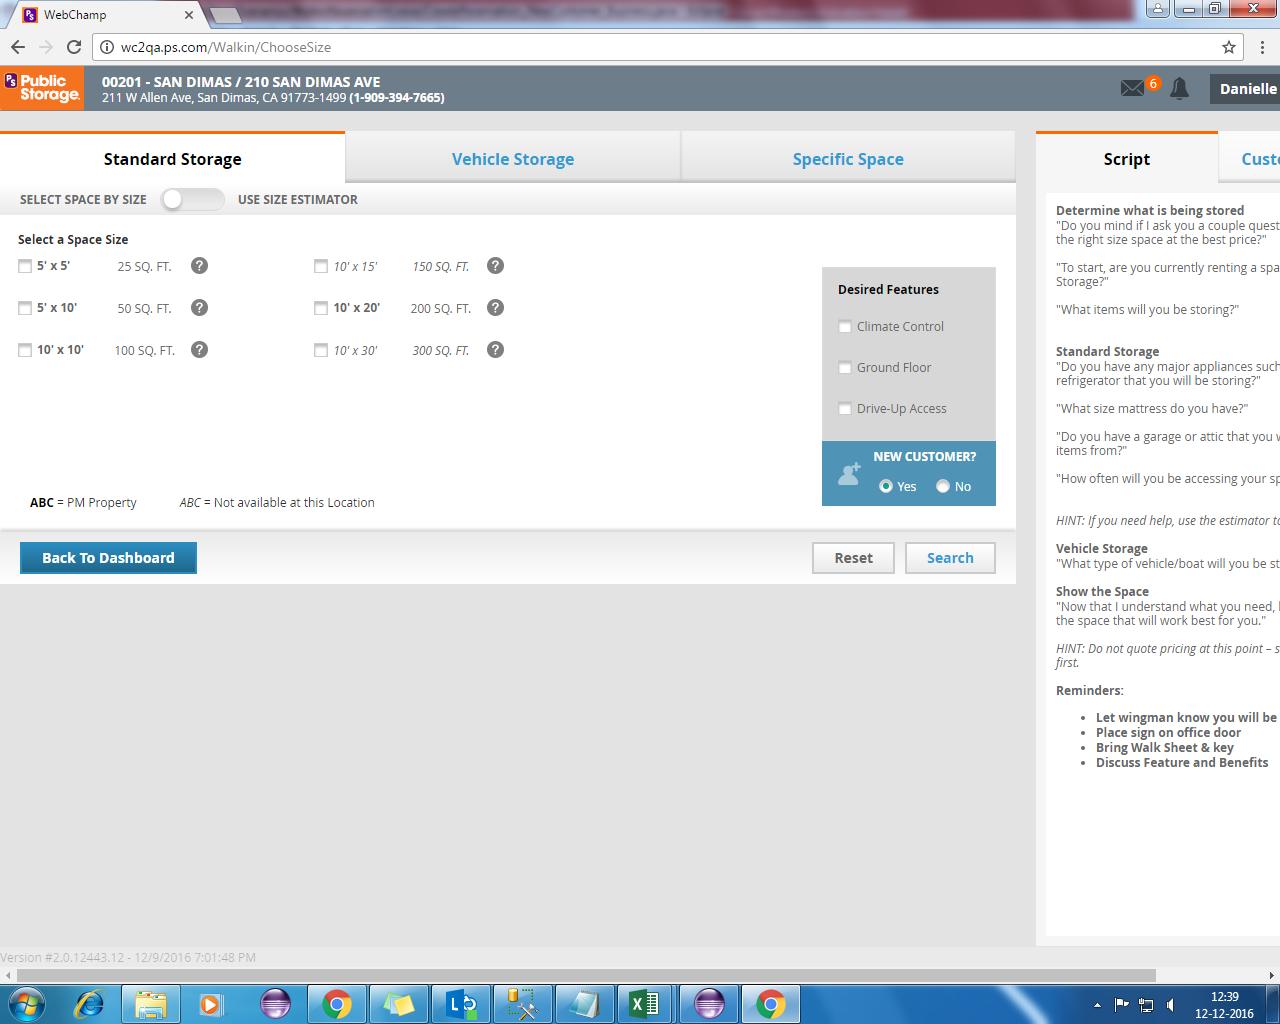 WebChamp
wc2qa.ps.com/Walkin/ChooseSize
PS Public Storage
00201 - SAN DIMAS / 210 SAN DIMAS AVE
211 W Allen Ave, San Dimas, CA 91773-1499 (1-909-394-7665)
6
Danielle
Standard Storage
Vehicle Storage
Specific Space
SELECT SPACE BY SIZE
USE SIZE ESTIMATOR
Select a Space Size
5' x 5' 25 SQ. FT. ?
10' x 15' 150 SQ. FT. ?
5' x 10' 50 SQ. FT. ?
10' x 20' 200 SQ. FT. ?
10' x 10' 100 SQ. FT. ?
10' x 30' 300 SQ. FT. ?
Desired Features
Climate Control
Ground Floor
Drive-Up Access
NEW CUSTOMER?
Yes No
ABC = PM Property
ABC = Not available at this Location
Back To Dashboard
Reset
Search
Script
Custo
Determine what is being stored
"Do you mind if I ask you a couple quest
the right size space at the best price?"
"To start, are you currently renting a spa
Storage?"
"What items will you be storing?"
Standard Storage
"Do you have any major appliances such
refrigerator that you will be storing?"
"What size mattress do you have?"
"Do you have a garage or attic that you w
items from?"
"How often will you be accessing your sp
HINT: If you need help, use the estimator to
Vehicle Storage
"What type of vehicle/boat will you be st
Show the Space
"Now that I understand what you need,
the space that will work best for you."
HINT: Do not quote pricing at this point – s
first.
Reminders:
Let wingman know you will be
Place sign on office door
Bring Walk Sheet & key
Discuss Feature and Benefits
Version #2.0.12443.12 - 12/9/2016 7:01:48 PM
12:39
12-12-2016